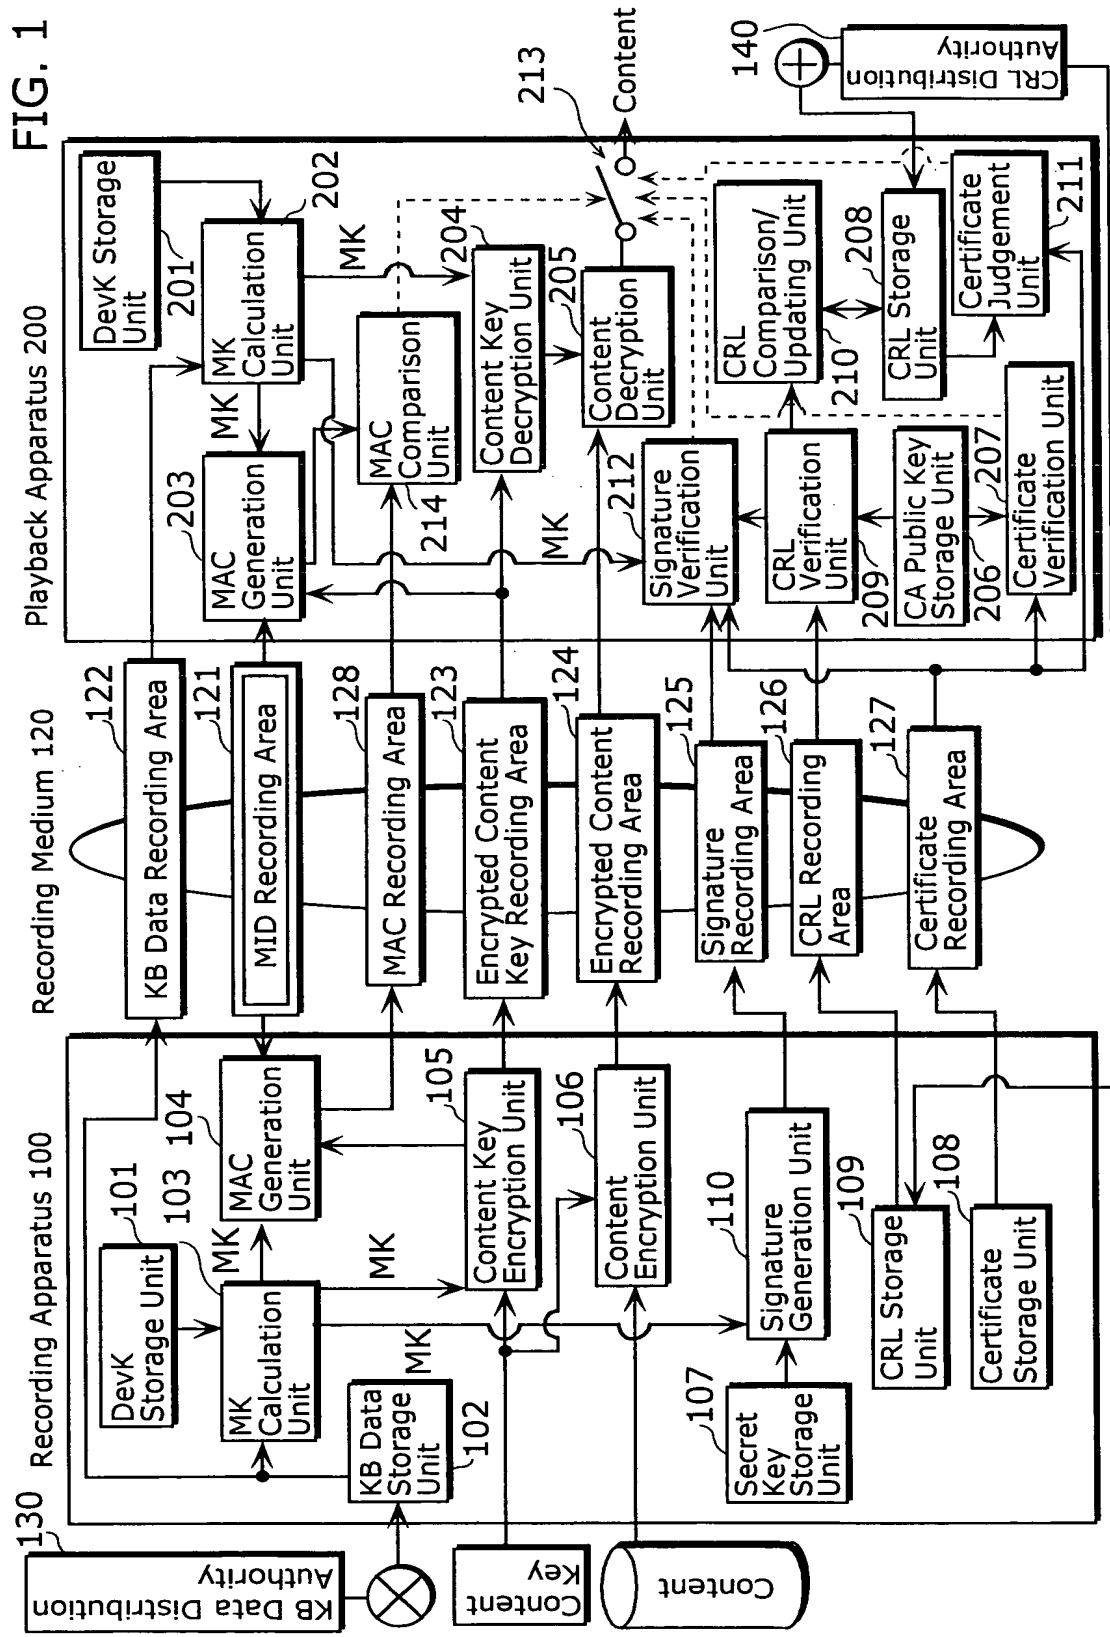 FIG. 1
Recording Apparatus 100
Recording Medium 120
Playback Apparatus 200
130
KB Data Distribution
Authority
Content
Key
Content
DevK
Storage Unit
101
MK
Calculation
Unit
103
MK
MAC
Generation
Unit
104
KB Data
Storage
Unit
102
MK
MK
Content Key
Encryption Unit
105
Content
Encryption Unit
106
Secret
Key
Storage
Unit
107
Signature
Generation Unit
110
CRL Storage
Unit
109
Certificate
Storage Unit
108
KB Data Recording Area
122
MID Recording Area
121
MAC Recording Area
128
Encrypted Content
Key Recording Area
123
Encrypted Content
Recording Area
124
Signature
Recording Area
125
CRL Recording
Area
126
Certificate
Recording Area
127
DevK Storage
Unit
201
MK
Calculation
Unit
202
MK
MK
MAC
Generation
Unit
203
MAC
Comparison
Unit
214
Content Key
Decryption Unit
204
Content
Decryption
Unit
205
MK
Signature
Verification
Unit
212
213
Content
CRL
Comparison/
Updating Unit
210
CRL
Verification
Unit
209
CRL Storage
Unit
208
CA Public Key
Storage Unit
206
Certificate
Verification Unit
207
Certificate
Judgement
Unit
211
140
CRL Distribution
Authority